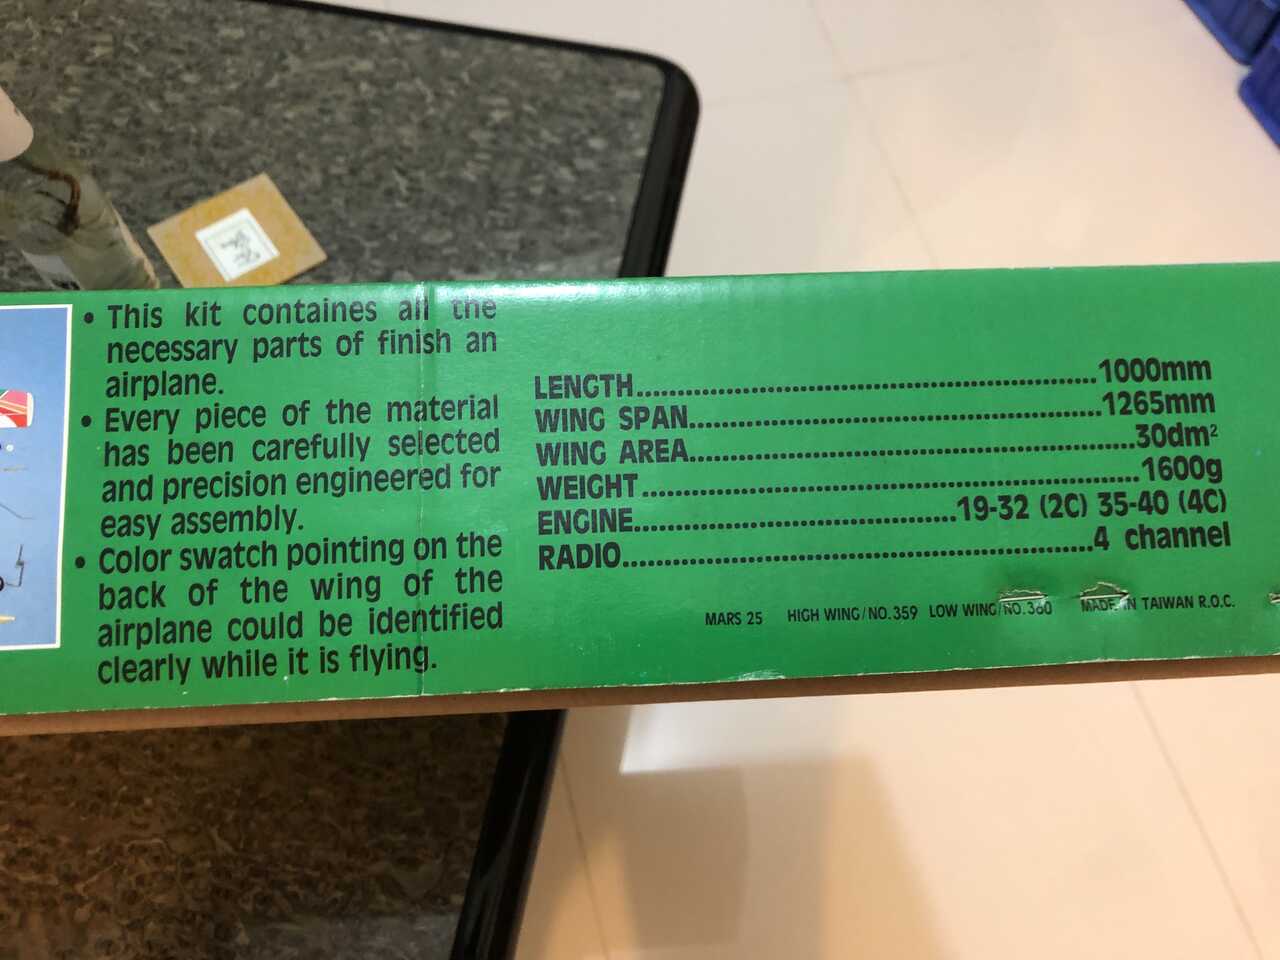 • This kit containes all the
necessary parts of finish an
airplane.
• Every piece of the material
has been carefully selected
and precision engineered for
easy assembly.
• Color swatch pointing on the
back of the wing of the
airplane could be identified
clearly while it is flying.
LENGTH...1000mm
WING SPAN...1265mm
WING AREA...30dm²
WEIGHT...1600g
ENGINE...19-32 (2C) 35-40 (4C)
RADIO...4 channel
MARS 25 HIGH WING/NO.359 LOW WING/NO.360 MADE IN TAIWAN R.O.C.